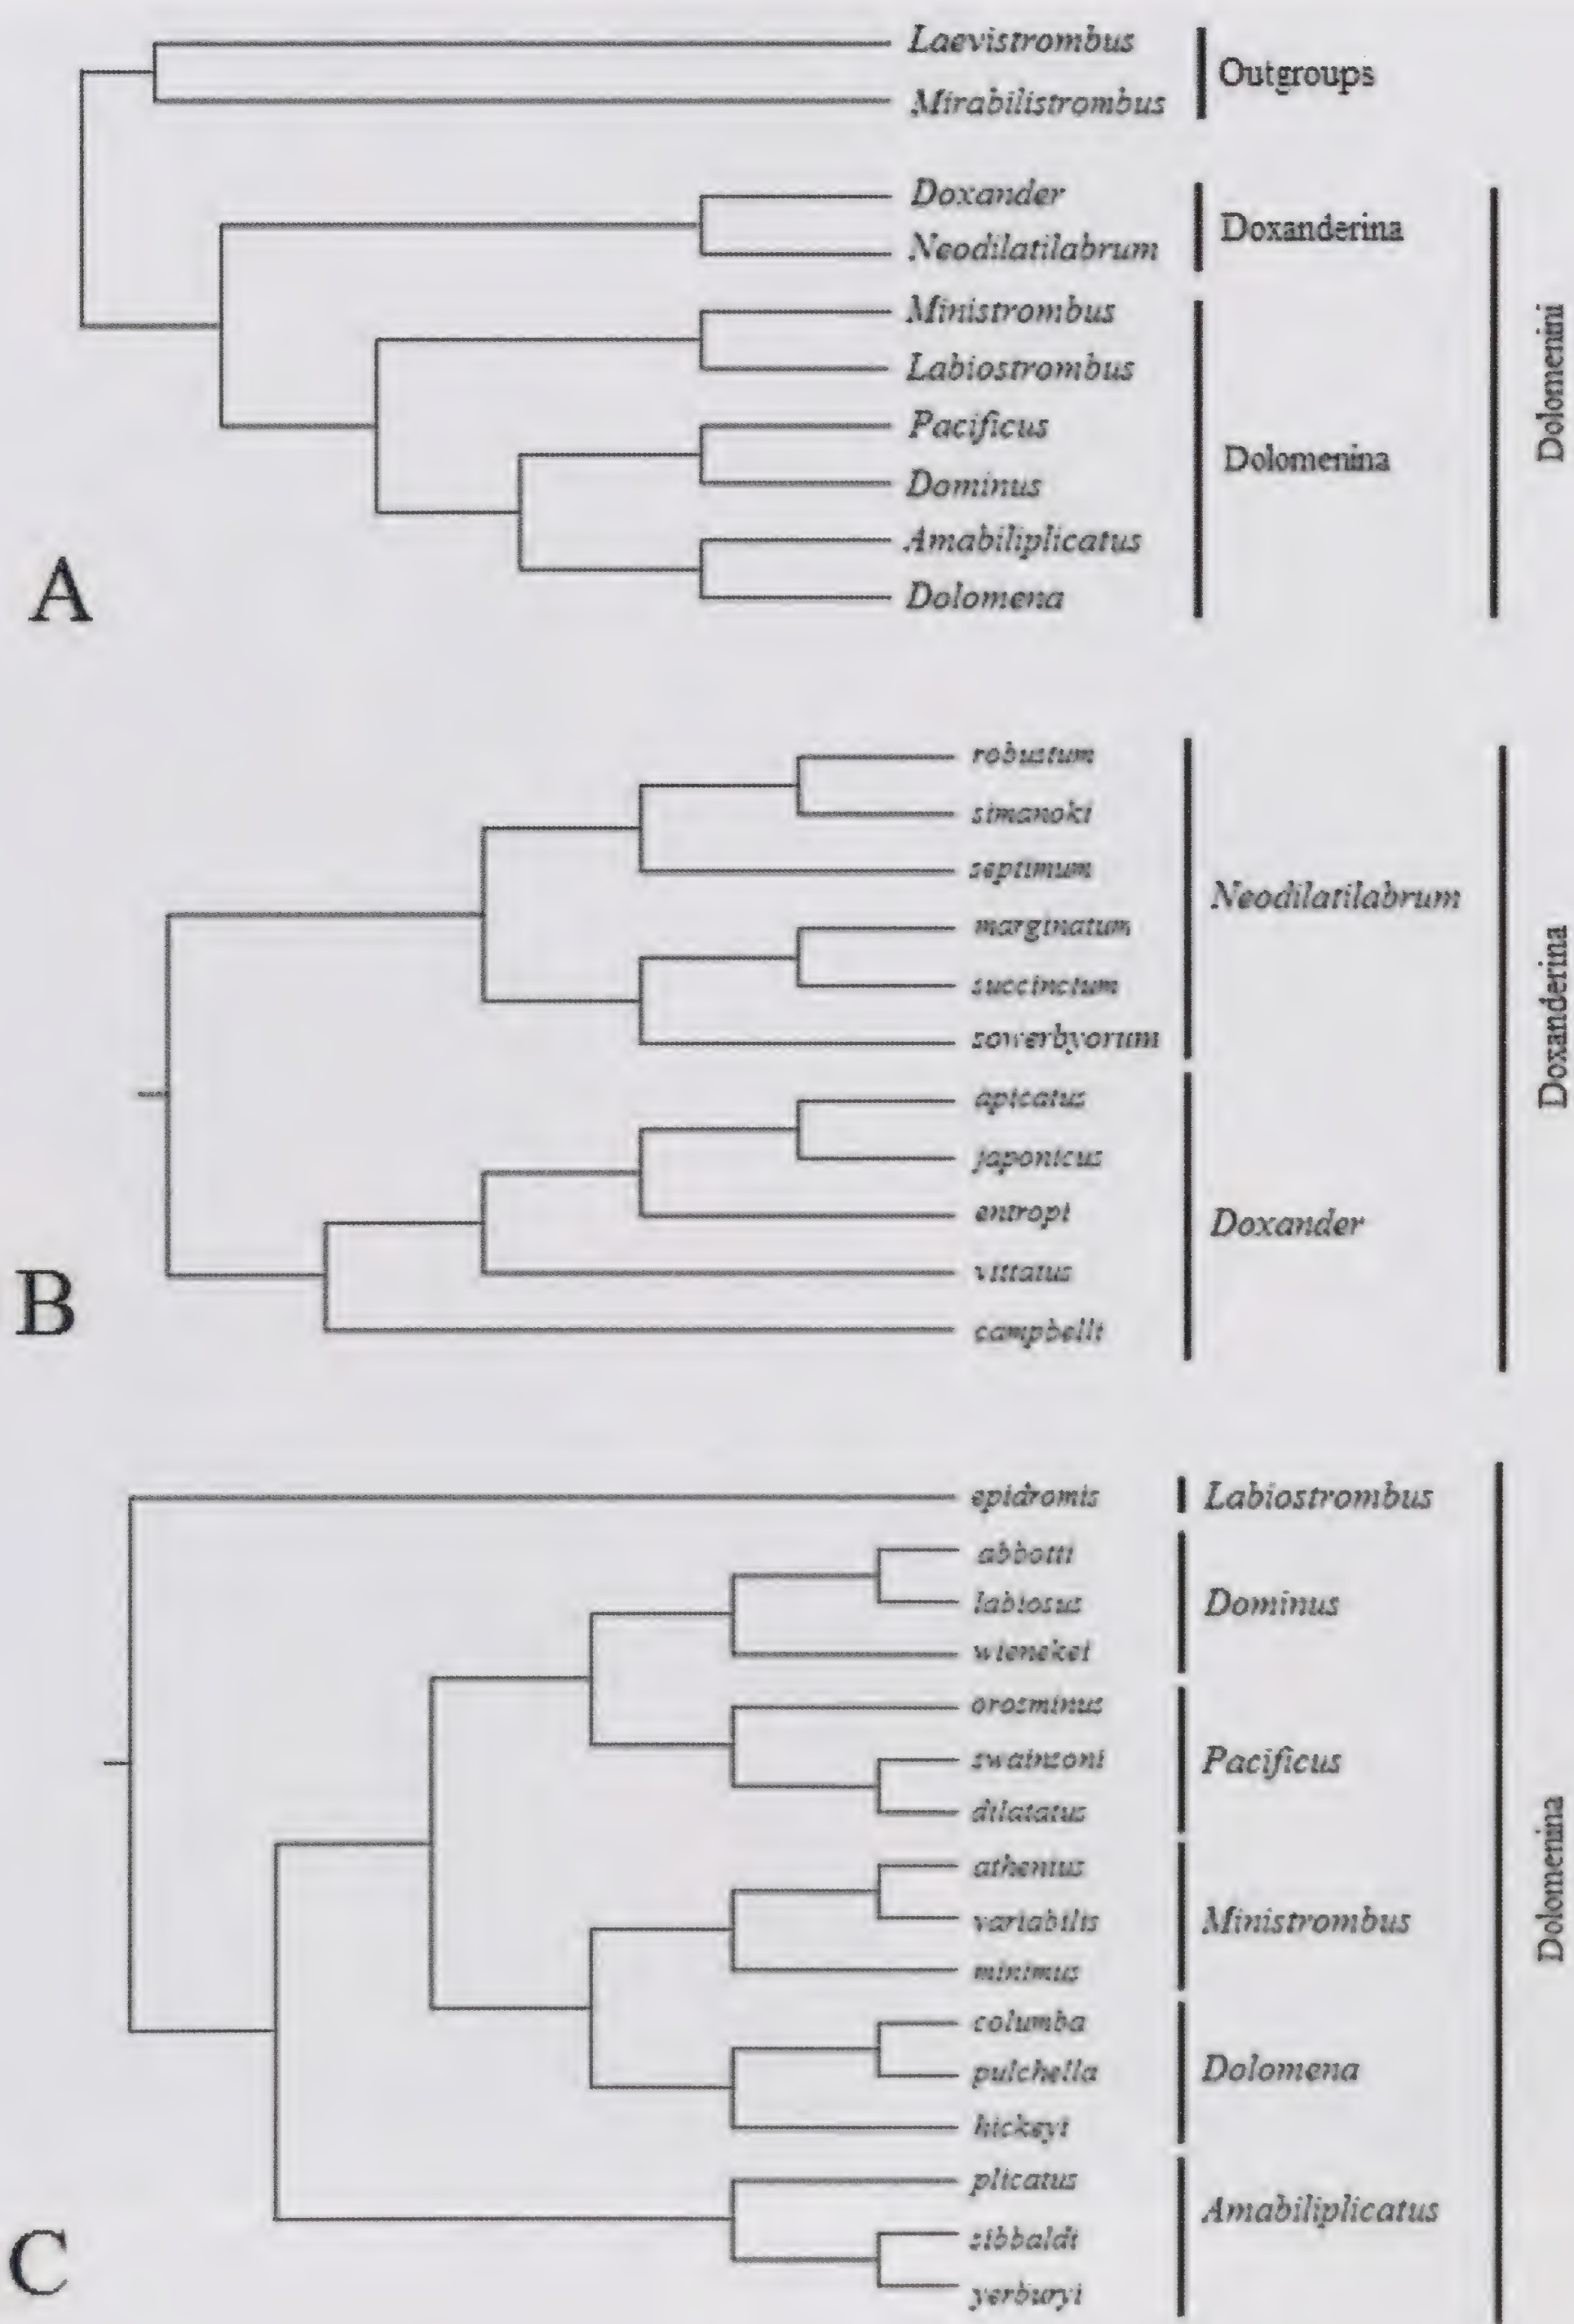 Laevistrombus
Mirabilistrombus
Outgroups
Doxander
Neodilatilabrum
Doxanderina
Ministrombus
Labiostrombus
Pacificus
Dominus
Amabiliplicatus
Dolomena
Dolomenina
Dolomenini
A
robustum
simanoki
septimum
marginatum
succinctum
sowerbyorum
Neodilatilabrum
apicatus
japonicus
entropi
vittatus
campbelli
Doxander
Doxanderina
B
epidromis
Labiostrombus
abbotti
labiosus
wienekei
Dominus
orosminus
swainsoni
dilatatus
Pacificus
athenius
variabilis
minimus
Ministrombus
columba
pulchella
hickeyi
Dolomena
plicatus
sibbaldi
yerburyi
Amabiliplicatus
Dolomenina
C